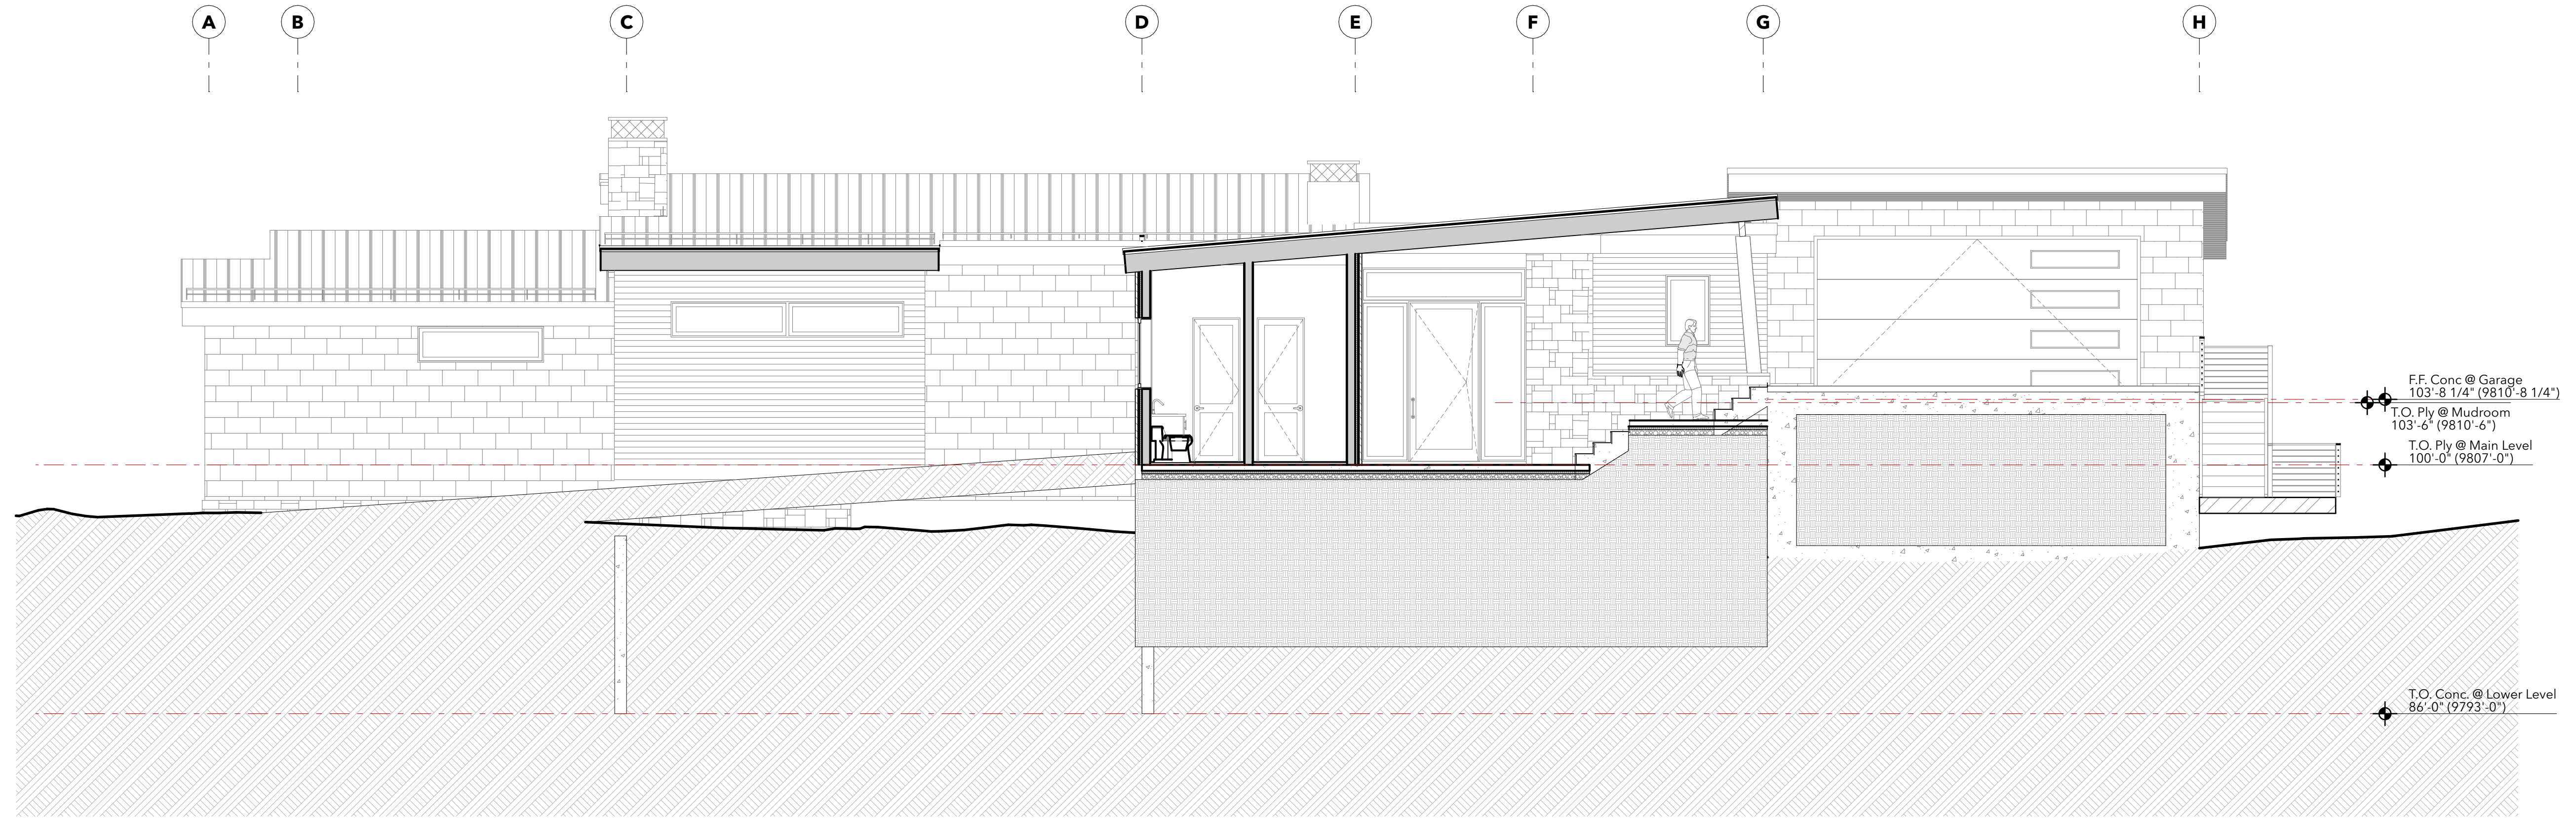 A B C D E F G H
F.F. Conc @ Garage
103'-8 1/4" (9810'-8 1/4")
T.O. Ply @ Mudroom
103'-6" (9810'-6")
T.O. Ply @ Main Level
100'-0" (9807'-0")
T.O. Conc. @ Lower Level
86'-0" (9793'-0")